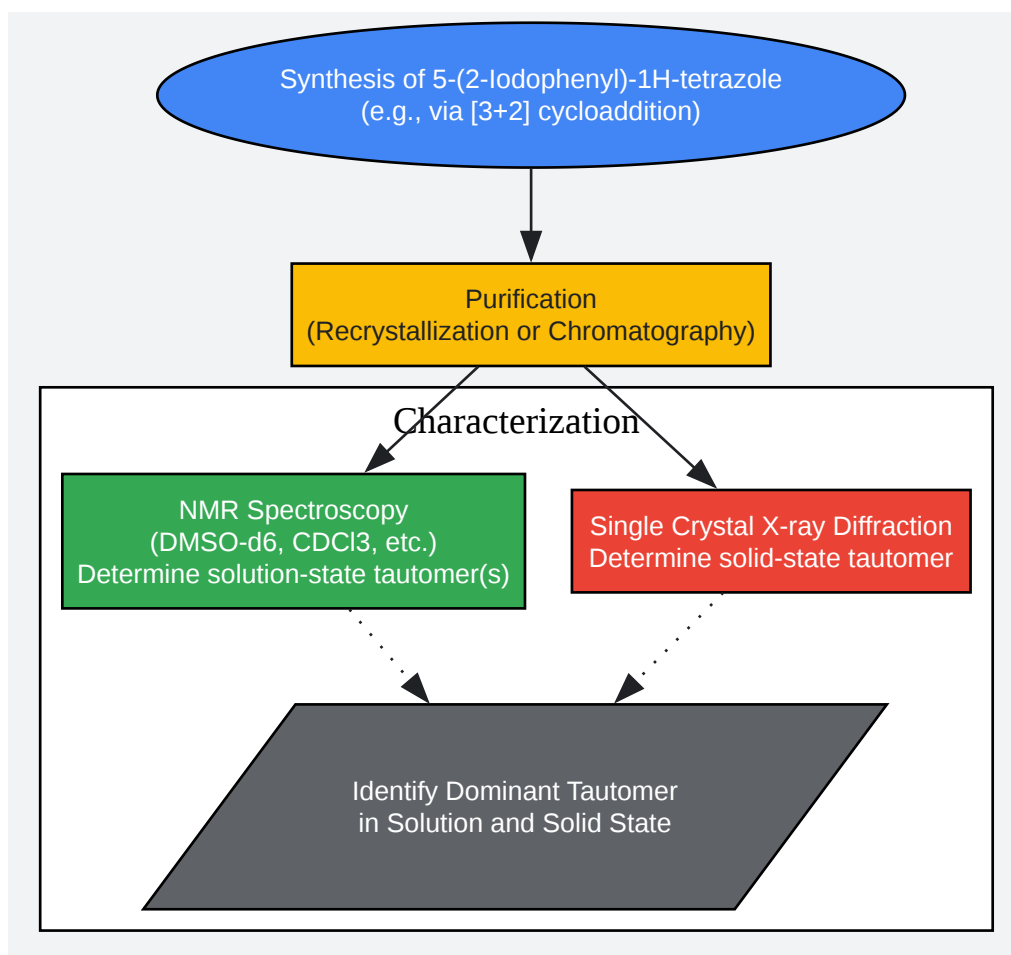 Synthesis of 5-(2-Iodophenyl)-1H-tetrazole
(e.g., via [3+2] cycloaddition)
Purification
(Recrystallization or Chromatography)
Characterization
NMR Spectroscopy
(DMSO-d6, CDCl3, etc.)
Determine solution-state tautomer(s)
Single Crystal X-ray Diffraction
Determine solid-state tautomer
Identify Dominant Tautomer
in Solution and Solid State